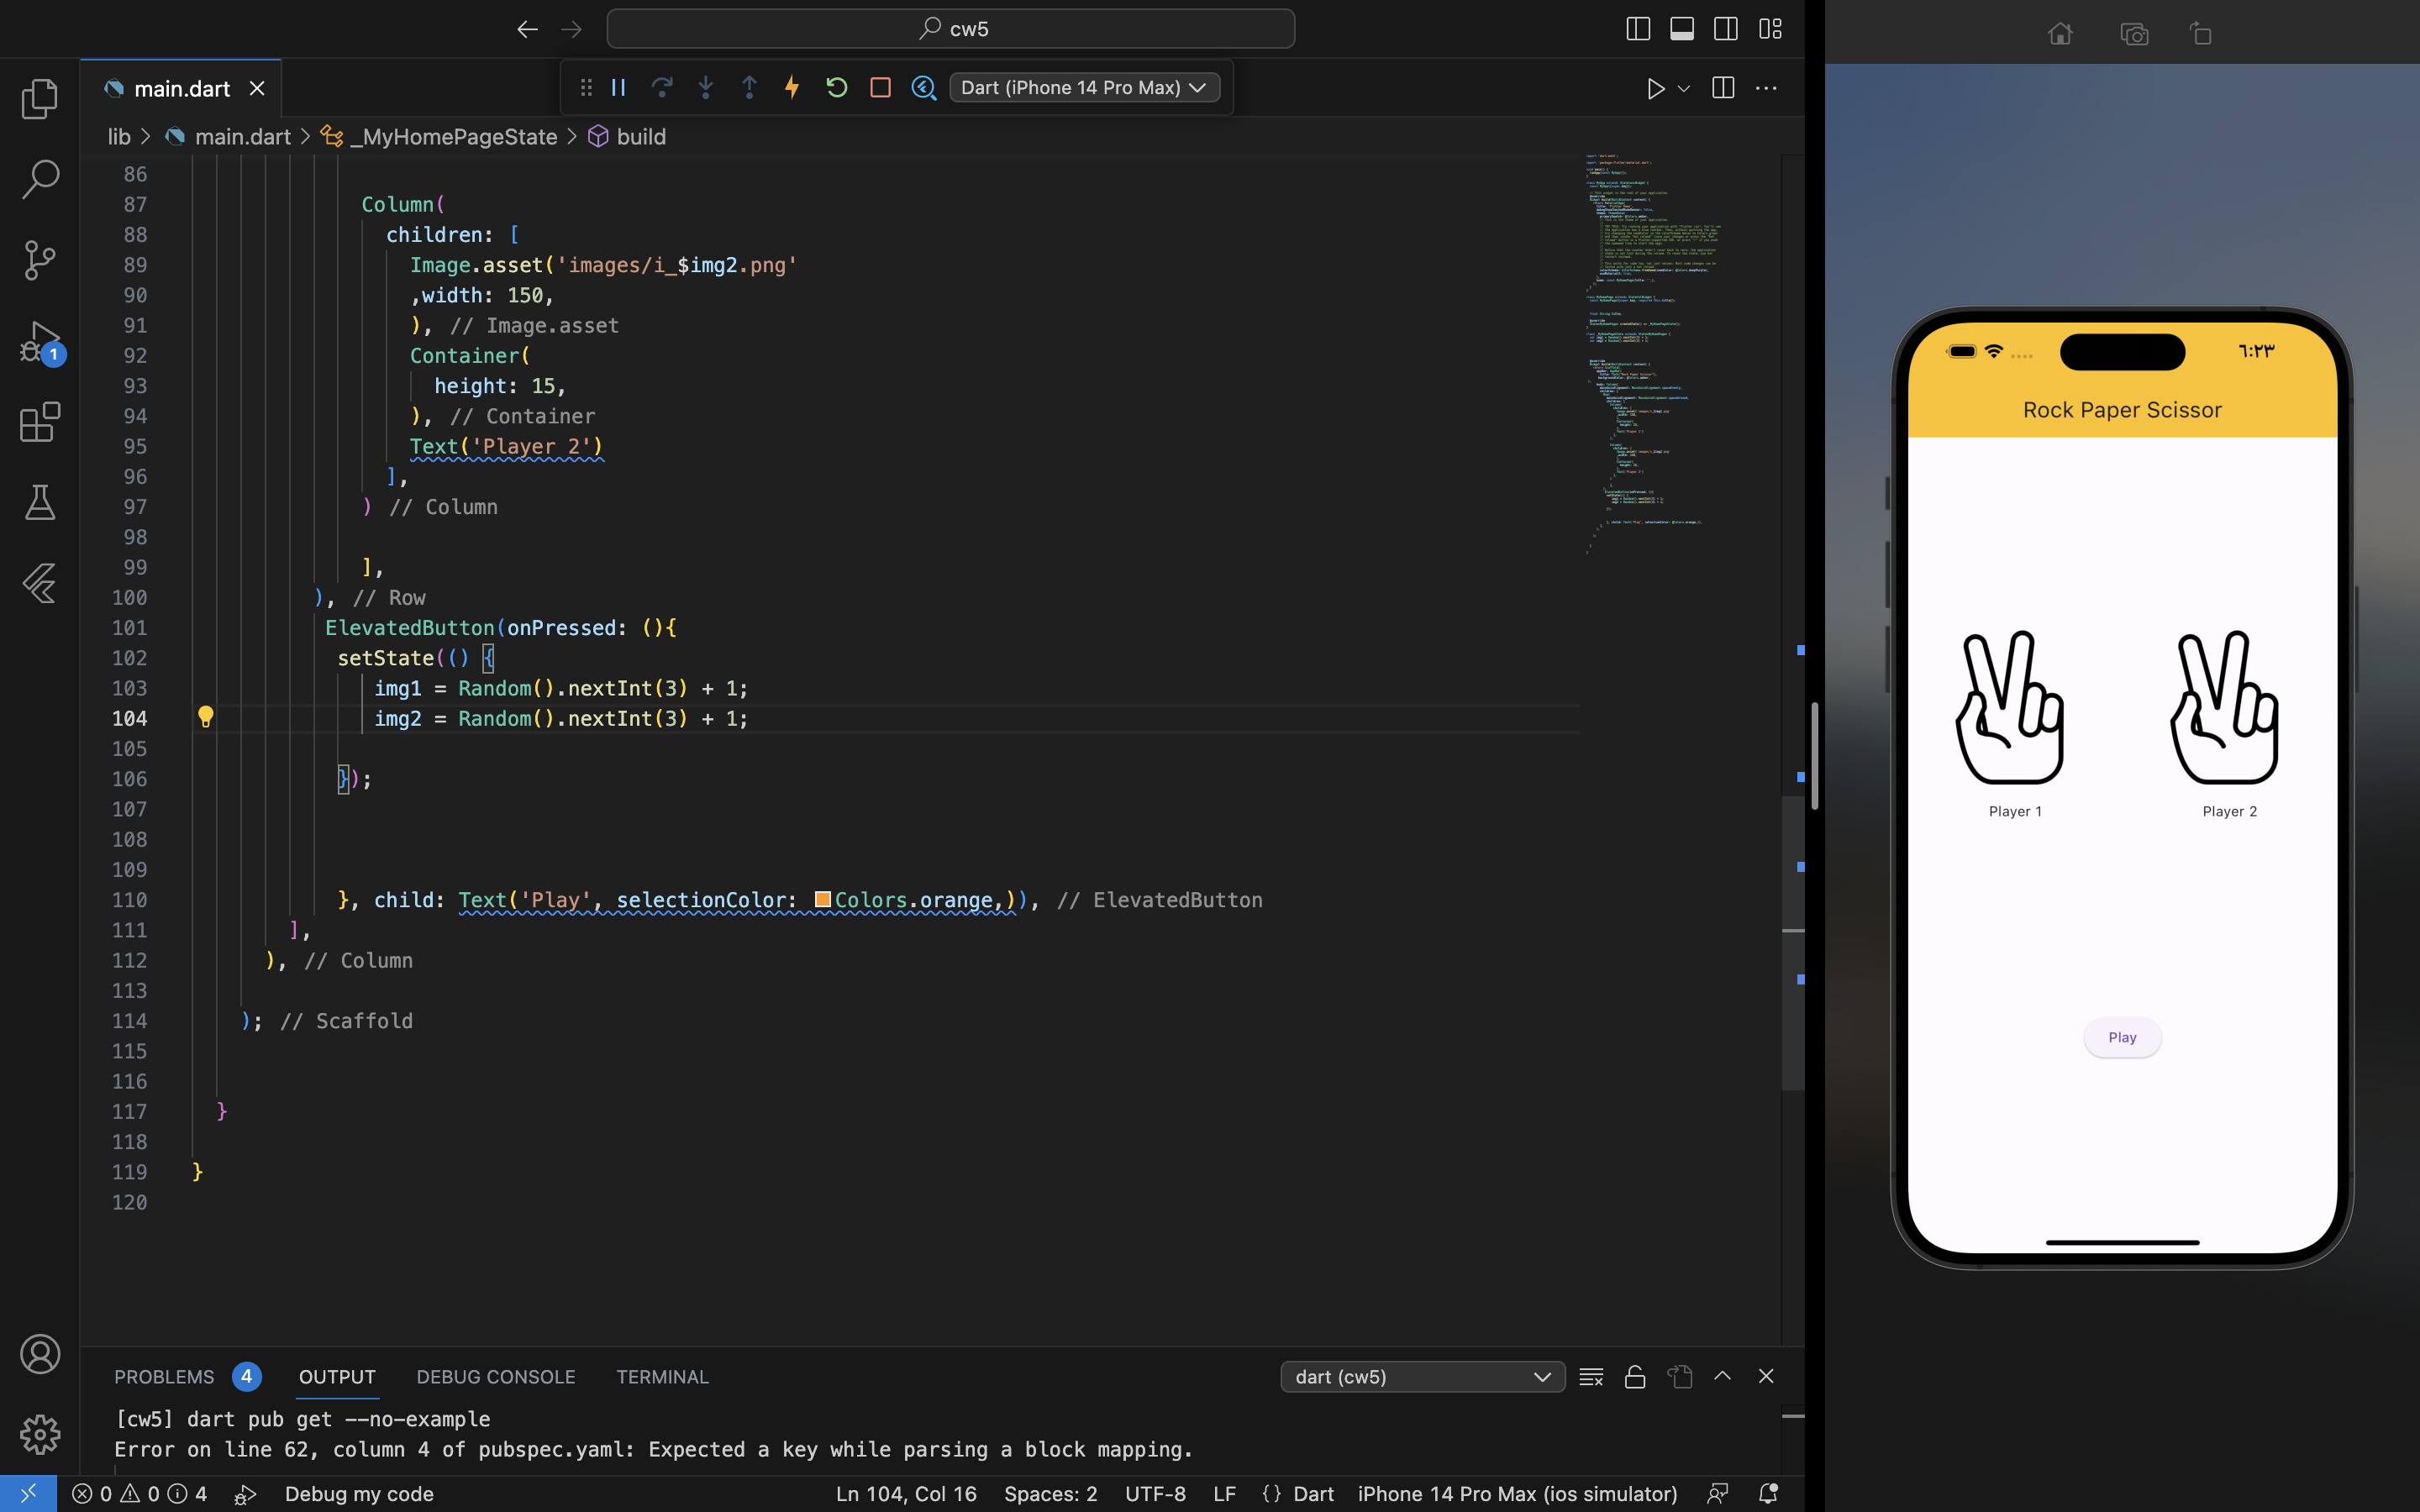 cw5
main.dart
Dart (iPhone 14 Pro Max)
lib > main.dart > _MyHomePageState > build
86
87 Column(
88 children: [
89 Image.asset('images/i_$img2.png'
90 ,width: 150,
91 ), // Image.asset
92 Container(
93 height: 15,
94 ), // Container
95 Text('Player 2')
96 ],
97 ) // Column
98
99 ],
100 ), // Row
101 ElevatedButton(onPressed: (){
102 setState(() {
103 img1 = Random().nextInt(3) + 1;
104 img2 = Random().nextInt(3) + 1;
105
106 });
107
108
109
110 }, child: Text('Play', selectionColor: Colors.orange,)), // ElevatedButton
111 ],
112 ), // Column
113
114 ); // Scaffold
115
116
117 }
118
119 }
120
1
PROBLEMS 4 OUTPUT DEBUG CONSOLE TERMINAL
dart (cw5)
[cw5] dart pub get --no-example
Error on line 62, column 4 of pubspec.yaml: Expected a key while parsing a block mapping.
0 0 4 Debug my code
Ln 104, Col 16 Spaces: 2 UTF-8 LF {} Dart iPhone 14 Pro Max (ios simulator)
٦:٢٣
Rock Paper Scissor
Player 1
Player 2
Play